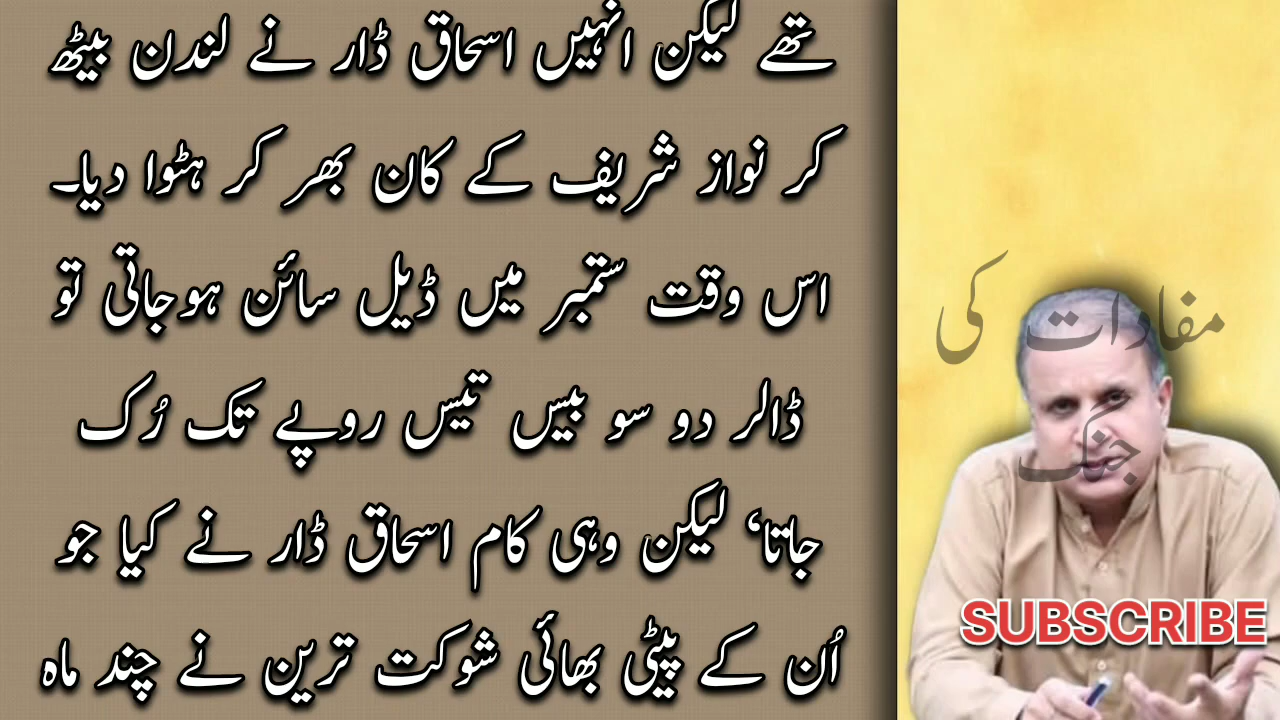 تھے لیکن انہیں اسحاق ڈار نے لندن بیٹھ
کر نواز شریف کے کان بھر کر ہٹوا دیا۔
اس وقت ستمبر میں ڈیل سائن ہوجاتی تو
ڈالر دو سو بیس تیس روپے تک رُک
جاتا‘ لیکن وہی کام اسحاق ڈار نے کیا جو
اُن کے پیٹی بھائی شوکت ترین نے چند ماہ
مفادات کی
جنگ
SUBSCRIBE